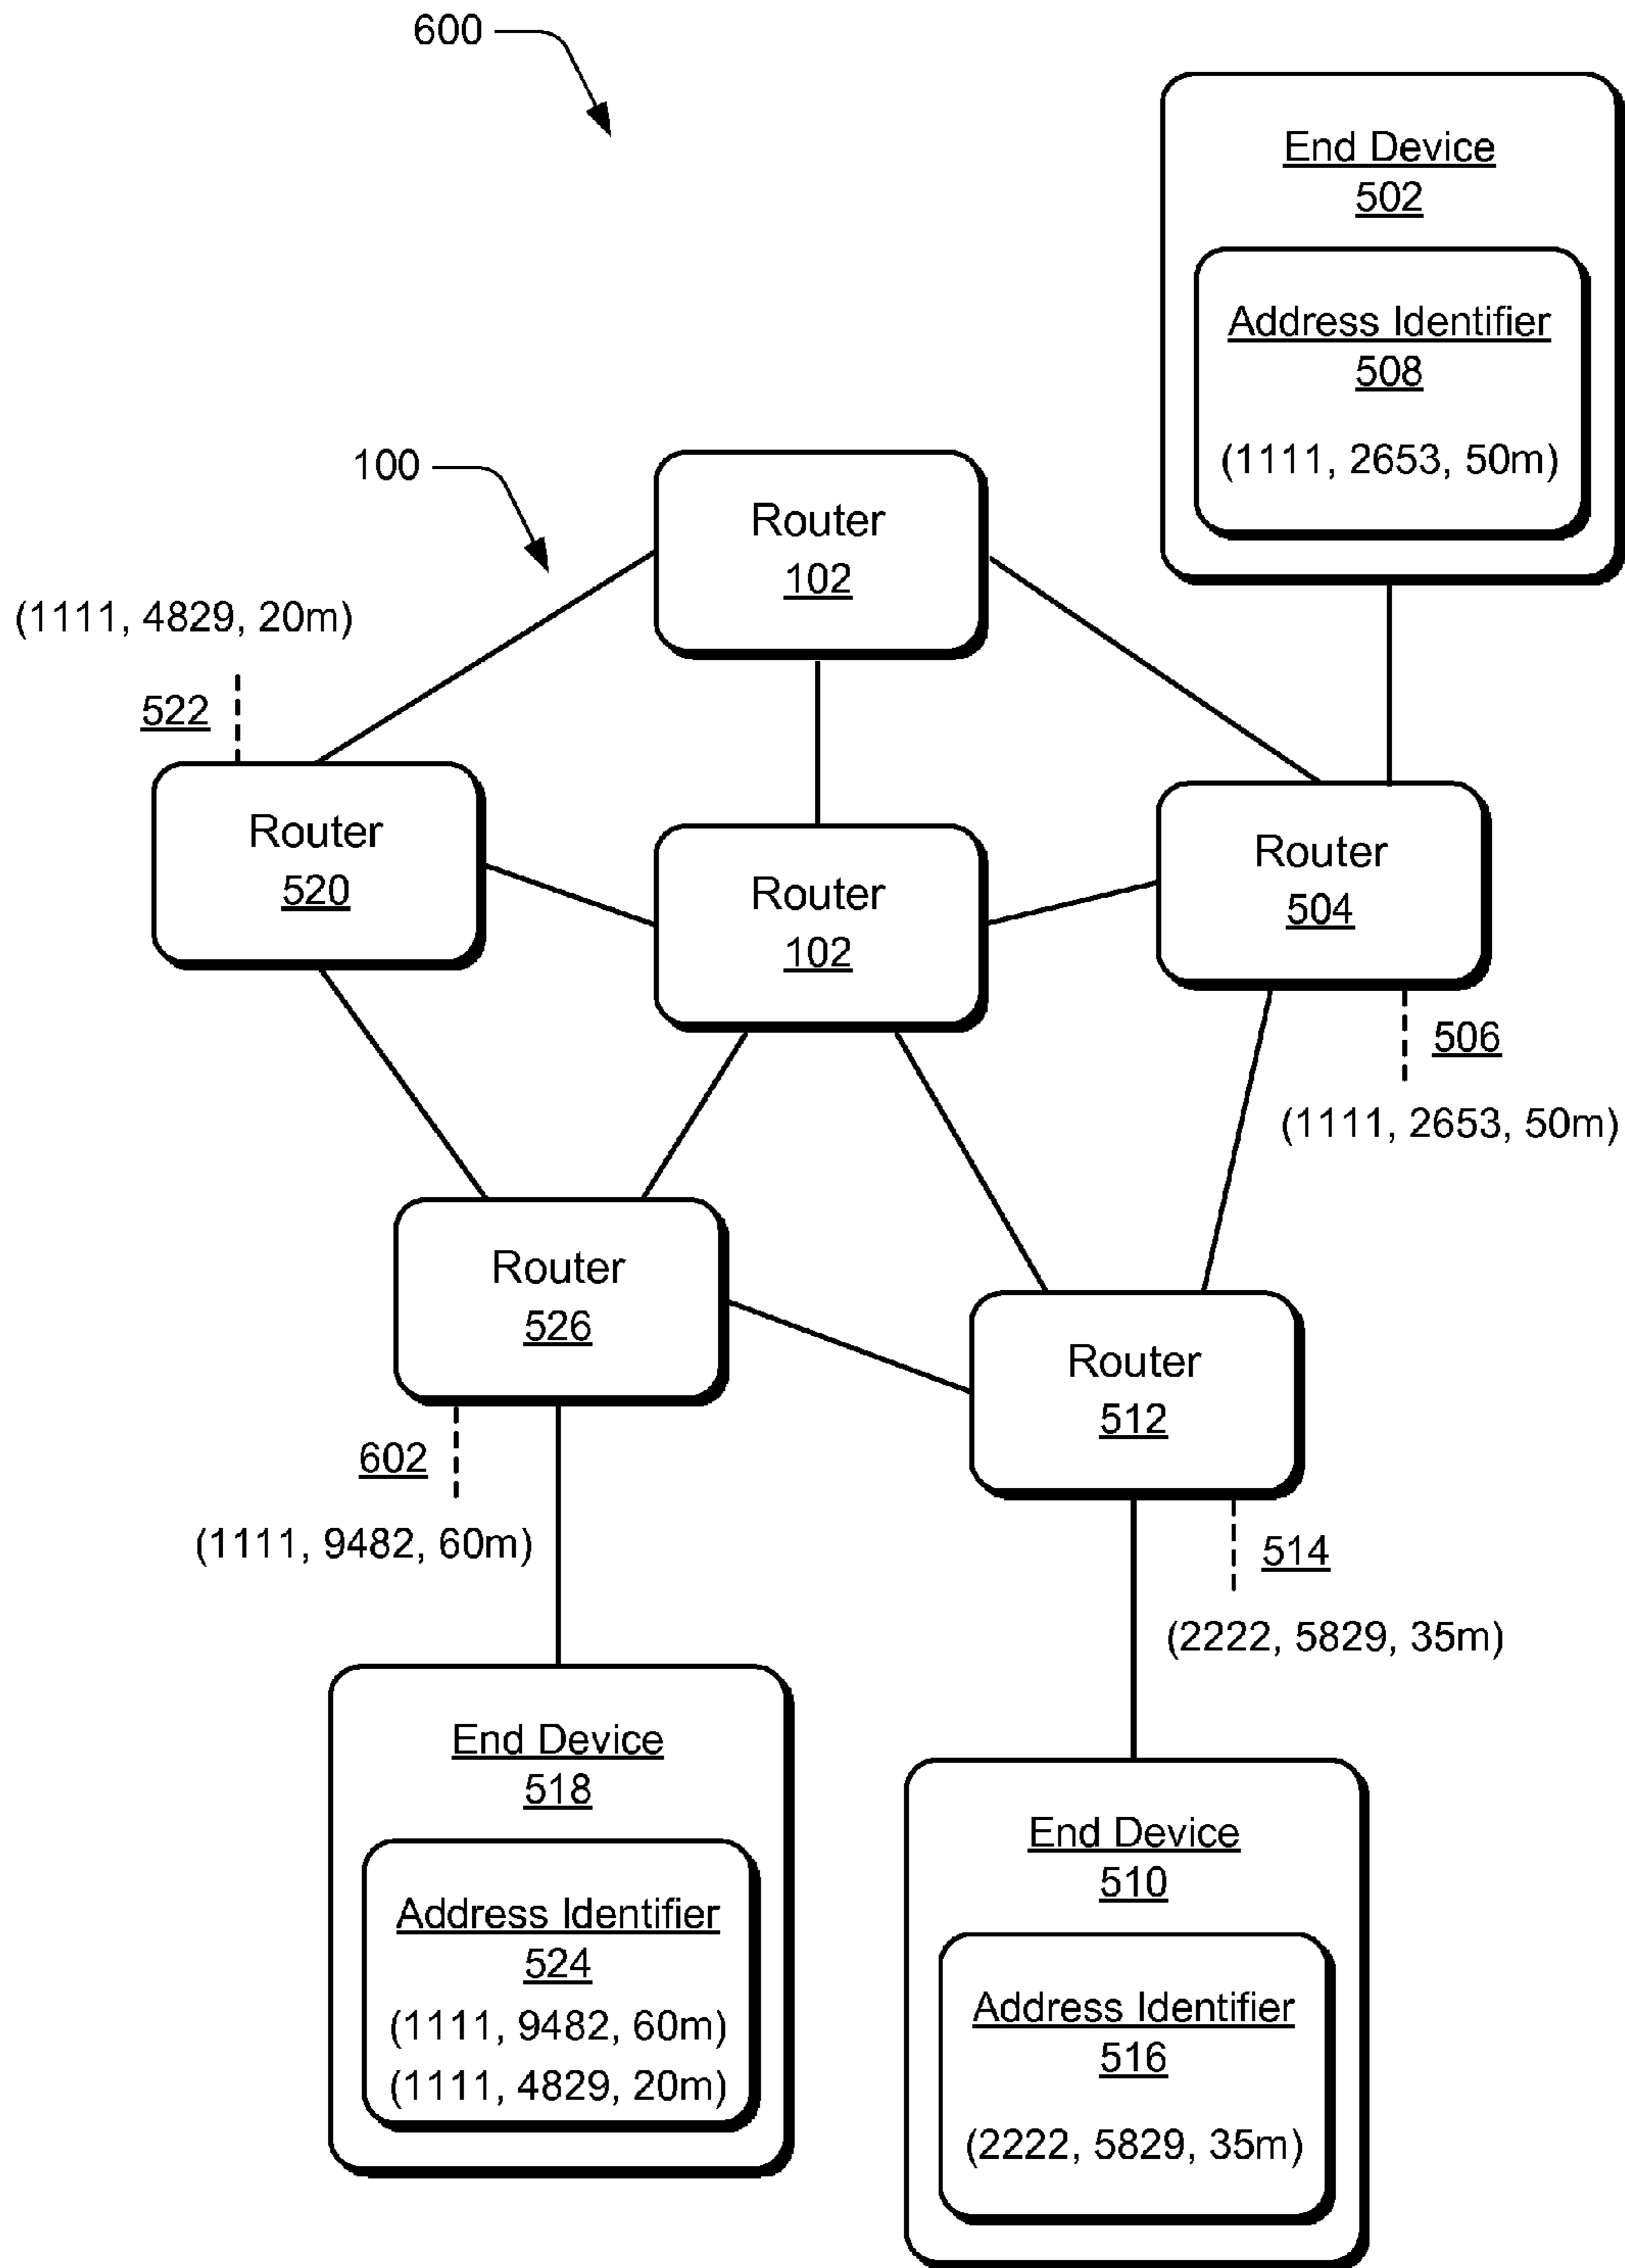 600
End Device
502
Address Identifier
508
(1111, 2653, 50m)
100
Router
102
(1111, 4829, 20m)
522
Router
520
Router
102
Router
504
506
(1111, 2653, 50m)
Router
526
Router
512
602
(1111, 9482, 60m)
514
(2222, 5829, 35m)
End Device
518
Address Identifier
524
(1111, 9482, 60m)
(1111, 4829, 20m)
End Device
510
Address Identifier
516
(2222, 5829, 35m)